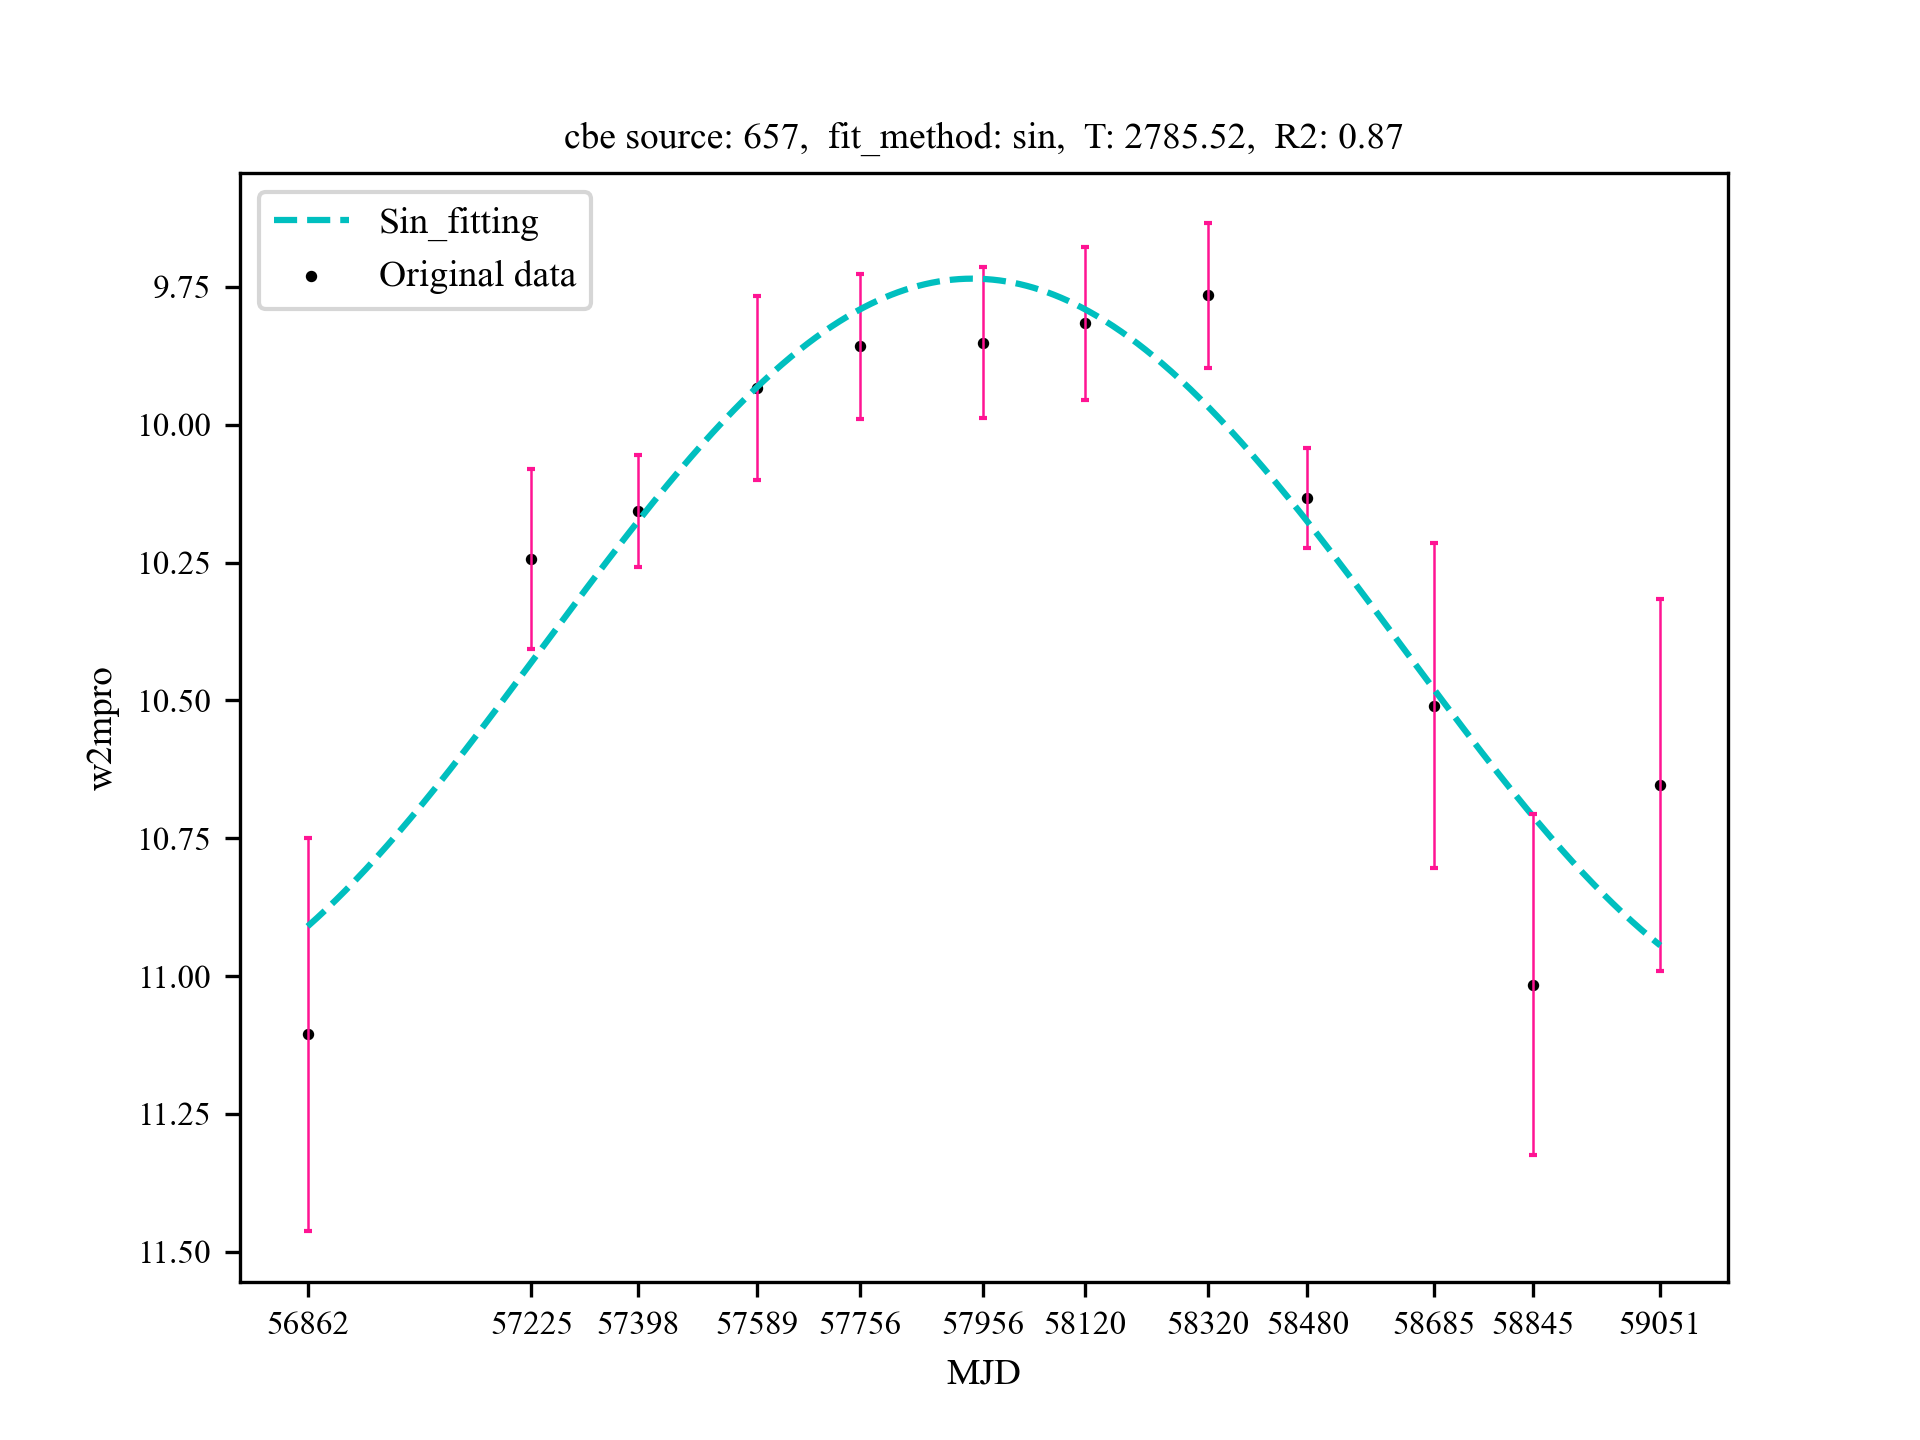 cbe source: 657,  fit_method: sin,  T: 2785.52,  R2: 0.87
Sin_fitting
Original data
9.75
10.00
10.25
10.50
10.75
11.00
11.25
11.50
w2mpro
56862 57225 57398 57589 57756 57956 58120 58320 58480 58685 58845 59051
MJD